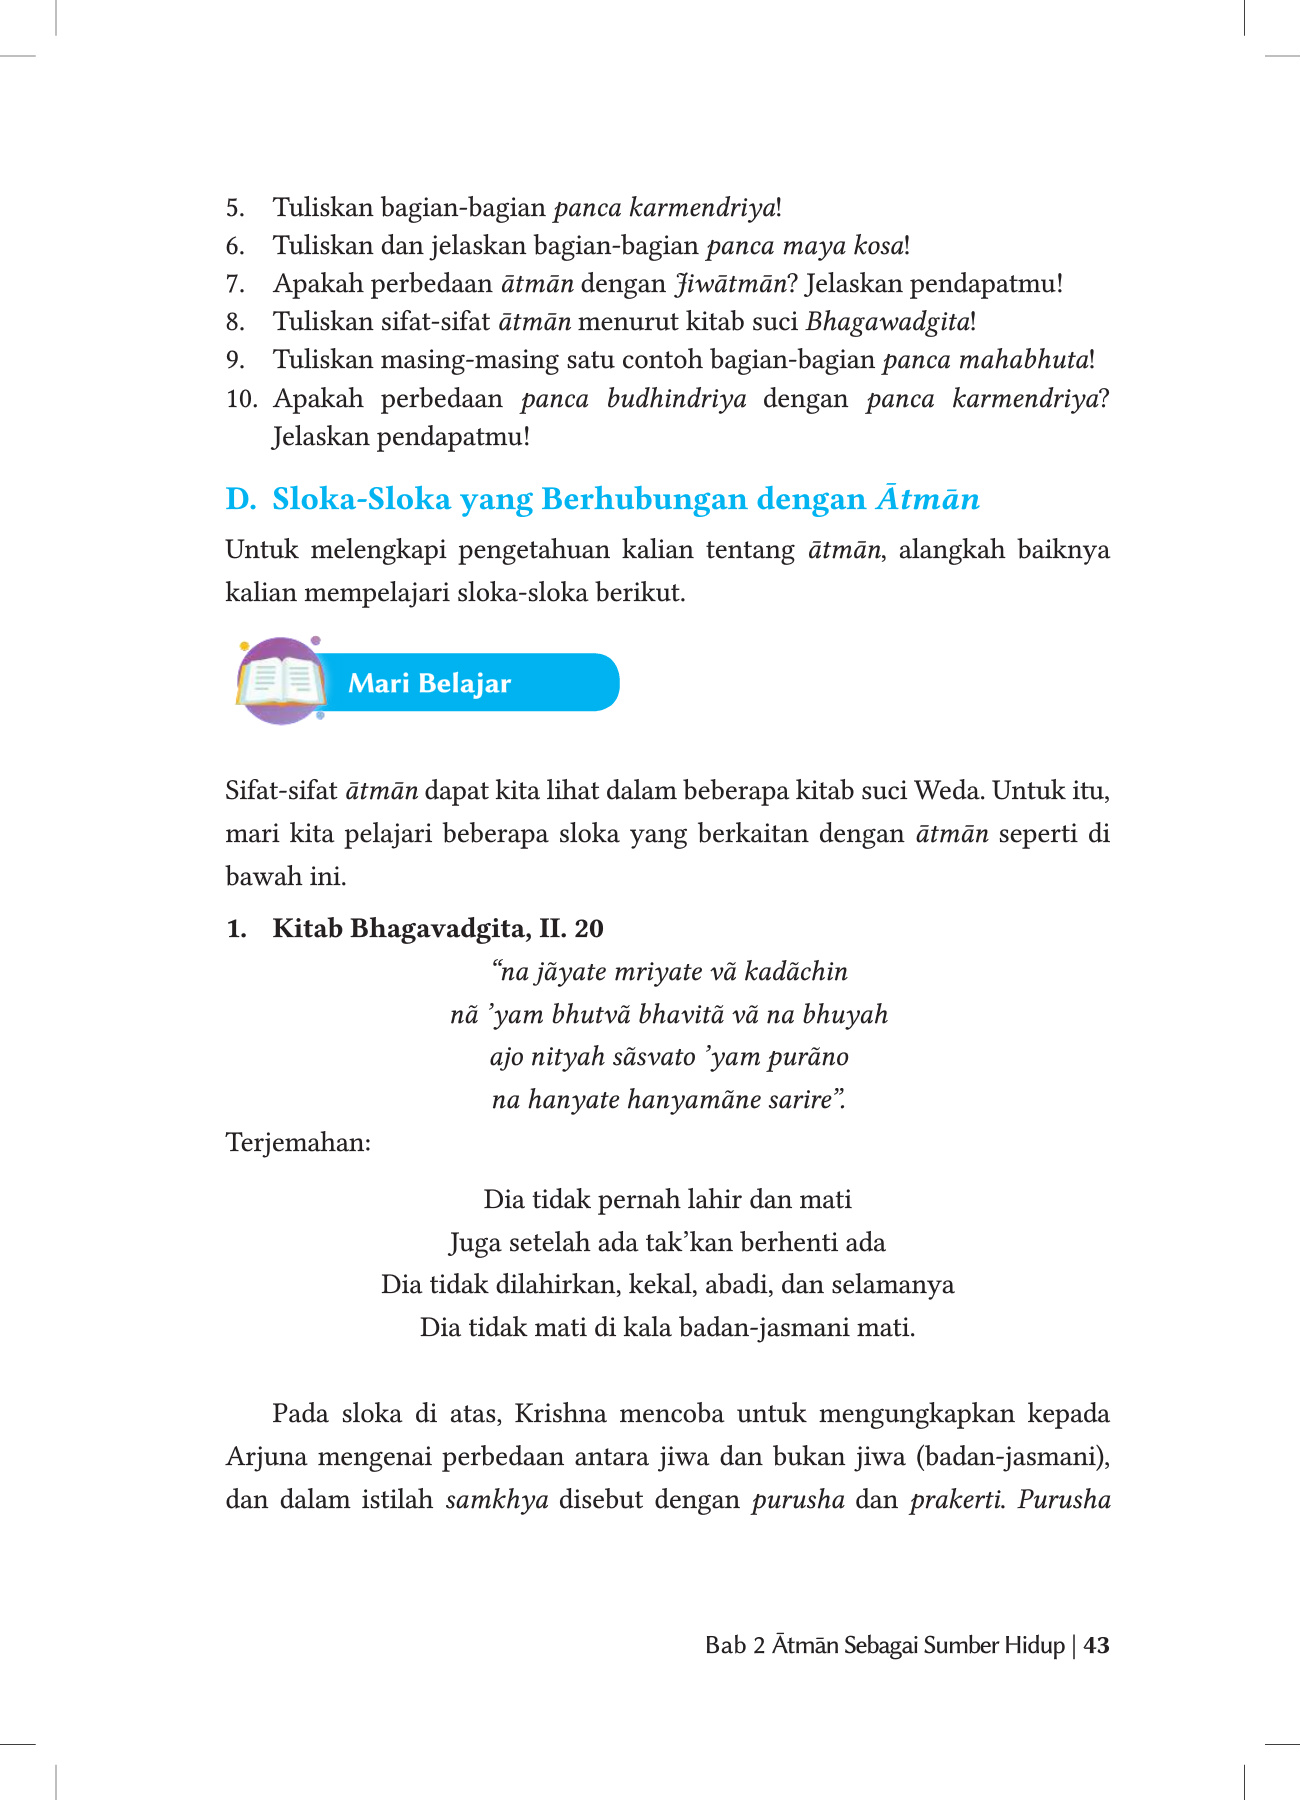 5. Tuliskan bagian-bagian panca karmendriya!
6. Tuliskan dan jelaskan bagian-bagian panca maya kosa!
7. Apakah perbedaan ātmān dengan Jiwātmān? Jelaskan pendapatmu!
8. Tuliskan sifat-sifat ātmān menurut kitab suci Bhagawadgita!
9. Tuliskan masing-masing satu contoh bagian-bagian panca mahabhuta!
10. Apakah perbedaan panca budhindriya dengan panca karmendriya?
Jelaskan pendapatmu!
D. Sloka-Sloka yang Berhubungan dengan Ātmān
Untuk melengkapi pengetahuan kalian tentang ātmān, alangkah baiknya
kalian mempelajari sloka-sloka berikut.
Mari Belajar
Sifat-sifat ātmān dapat kita lihat dalam beberapa kitab suci Weda. Untuk itu,
mari kita pelajari beberapa sloka yang berkaitan dengan ātmān seperti di
bawah ini.
1. Kitab Bhagavadgita, II. 20
“na jãyate mriyate vã kadãchin
nã ’yam bhutvã bhavitã vã na bhuyah
ajo nityah sãsvato ’yam purãno
na hanyate hanyamãne sarire”.
Terjemahan:
Dia tidak pernah lahir dan mati
Juga setelah ada tak’kan berhenti ada
Dia tidak dilahirkan, kekal, abadi, dan selamanya
Dia tidak mati di kala badan-jasmani mati.
Pada sloka di atas, Krishna mencoba untuk mengungkapkan kepada
Arjuna mengenai perbedaan antara jiwa dan bukan jiwa (badan-jasmani),
dan dalam istilah samkhya disebut dengan purusha dan prakerti. Purusha
Bab 2 Ātmān Sebagai Sumber Hidup | 43